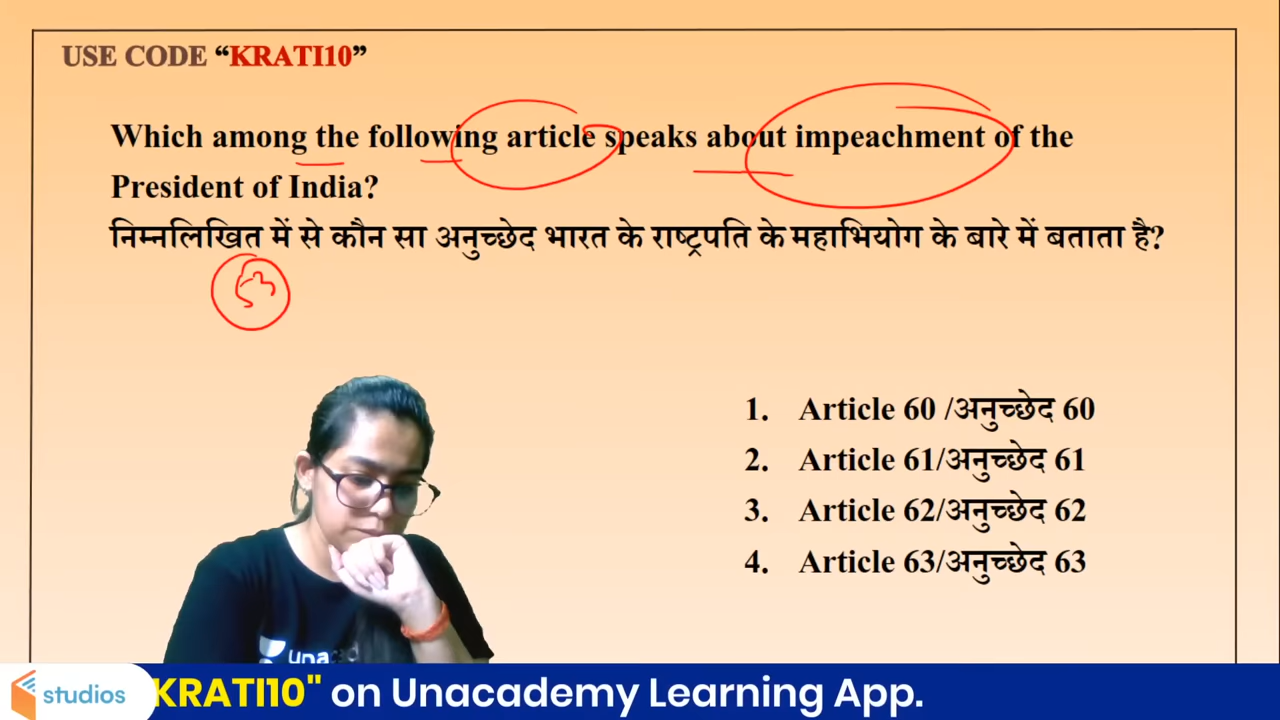 USE CODE “KRATI10”
Which among the following article speaks about impeachment of the
President of India?
निम्नलिखित में से कौन सा अनुच्छेद भारत के राष्ट्रपति के महाभियोग के बारे में बताता है?
1. Article 60 /अनुच्छेद 60
2. Article 61/अनुच्छेद 61
3. Article 62/अनुच्छेद 62
4. Article 63/अनुच्छेद 63
una
studios
KRATI10" on Unacademy Learning App.